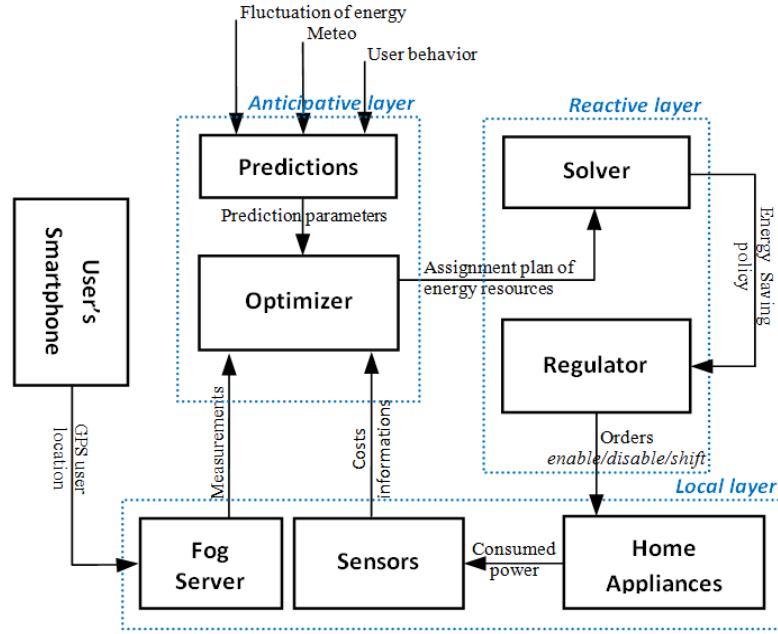 Fluctuation of energy
Meteo
User behavior
Anticipative layer
Reactive layer
Predictions
Solver
Prediction parameters
User's
Smartphone
Optimizer
Assignment plan of
energy resources
Energy Saving
policy
Regulator
GPS user
location
Measurements
Costs
informations
Orders
enable/disable/shift
Local layer
Fog
Server
Sensors
Consumed
power
Home
Appliances